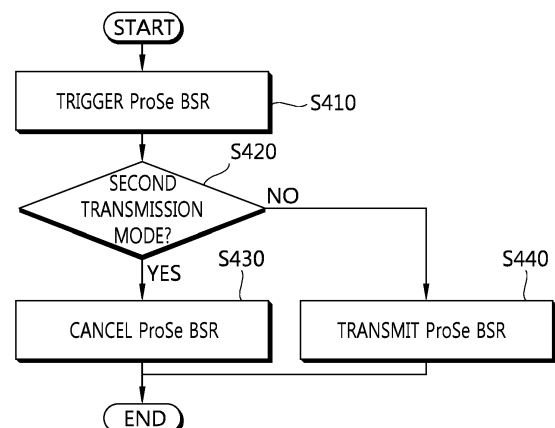 START
TRIGGER ProSe BSR
S410
S420
SECOND
TRANSMISSION
MODE?
NO
YES
S430
S440
CANCEL ProSe BSR
TRANSMIT ProSe BSR
END